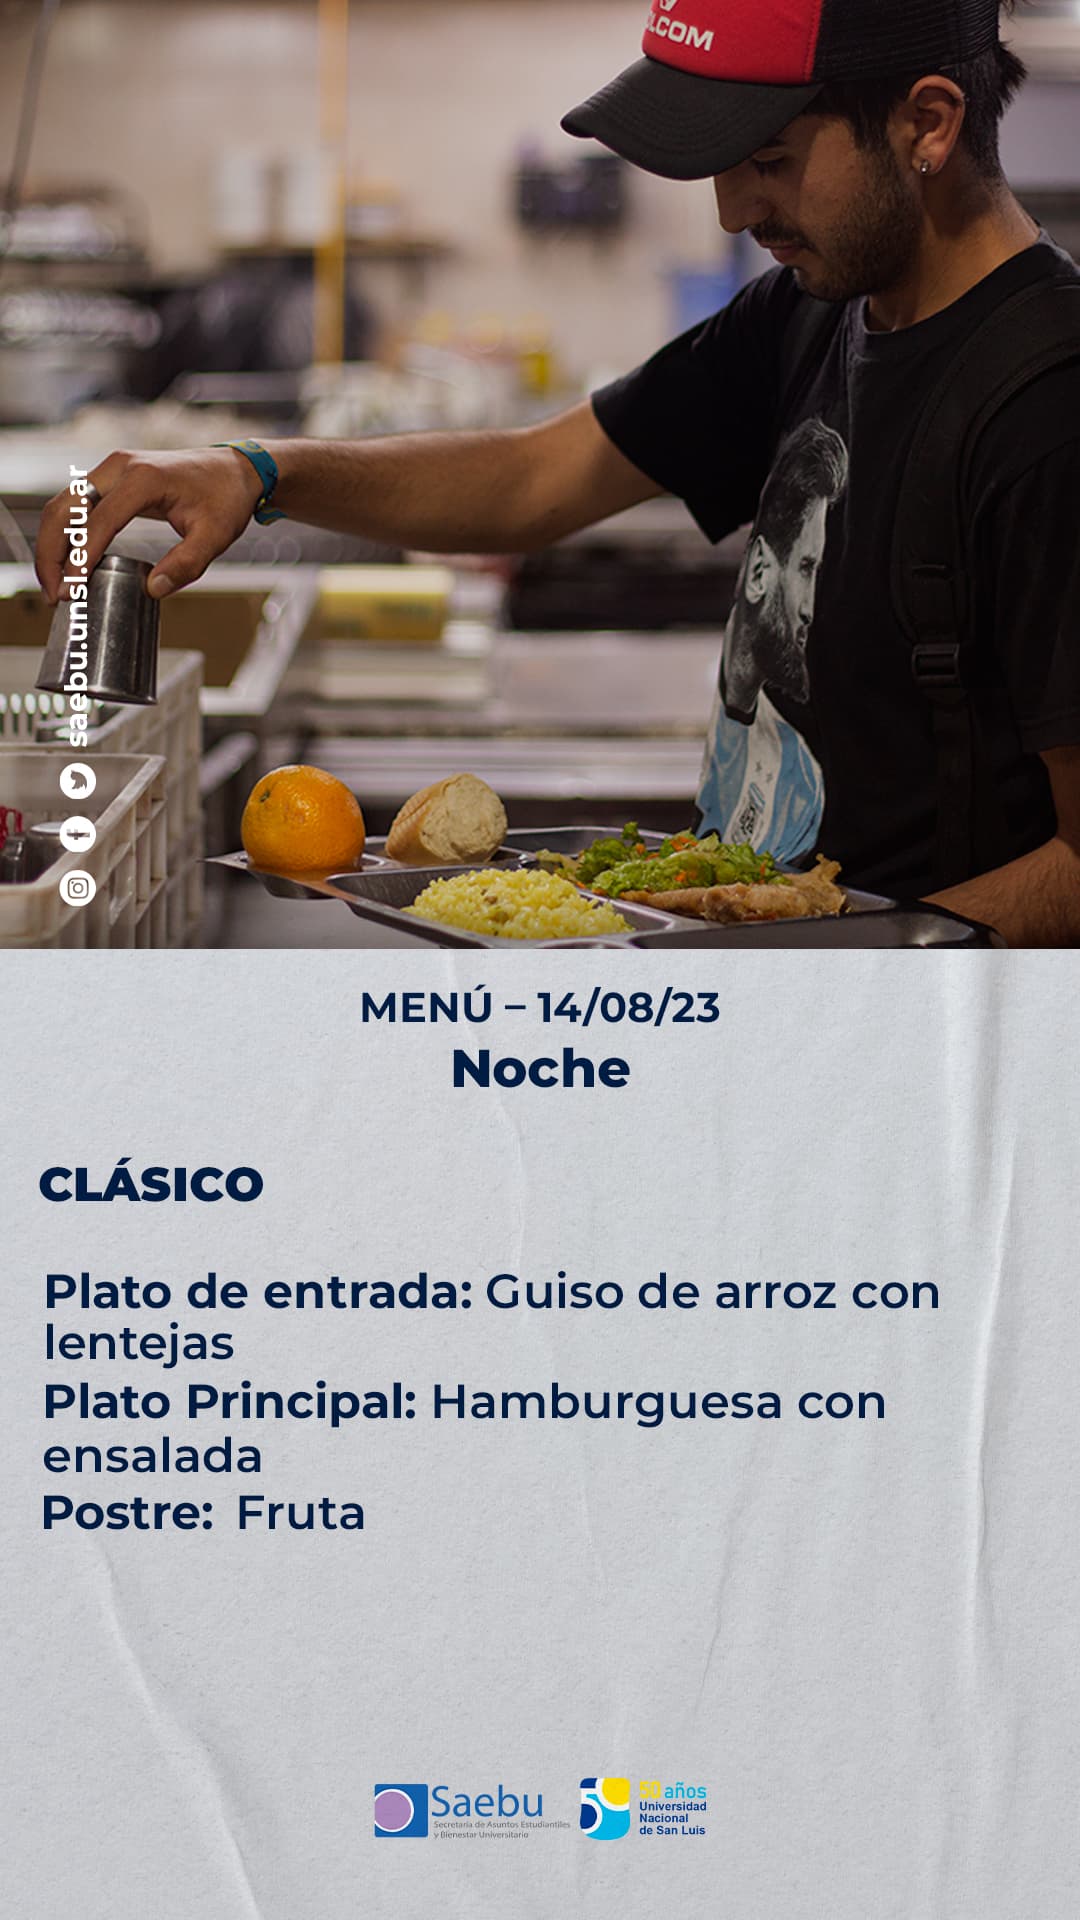 LCOM
saebu.unsl.edu.ar
MENÚ – 14/08/23
Noche
CLÁSICO
Plato de entrada: Guiso de arroz con
lentejas
Plato Principal: Hamburguesa con
ensalada
Postre: Fruta
Saebu
Secretaría de Asuntos Estudiantiles
y Bienestar Universitario
50 años
Universidad
Nacional
de San Luis